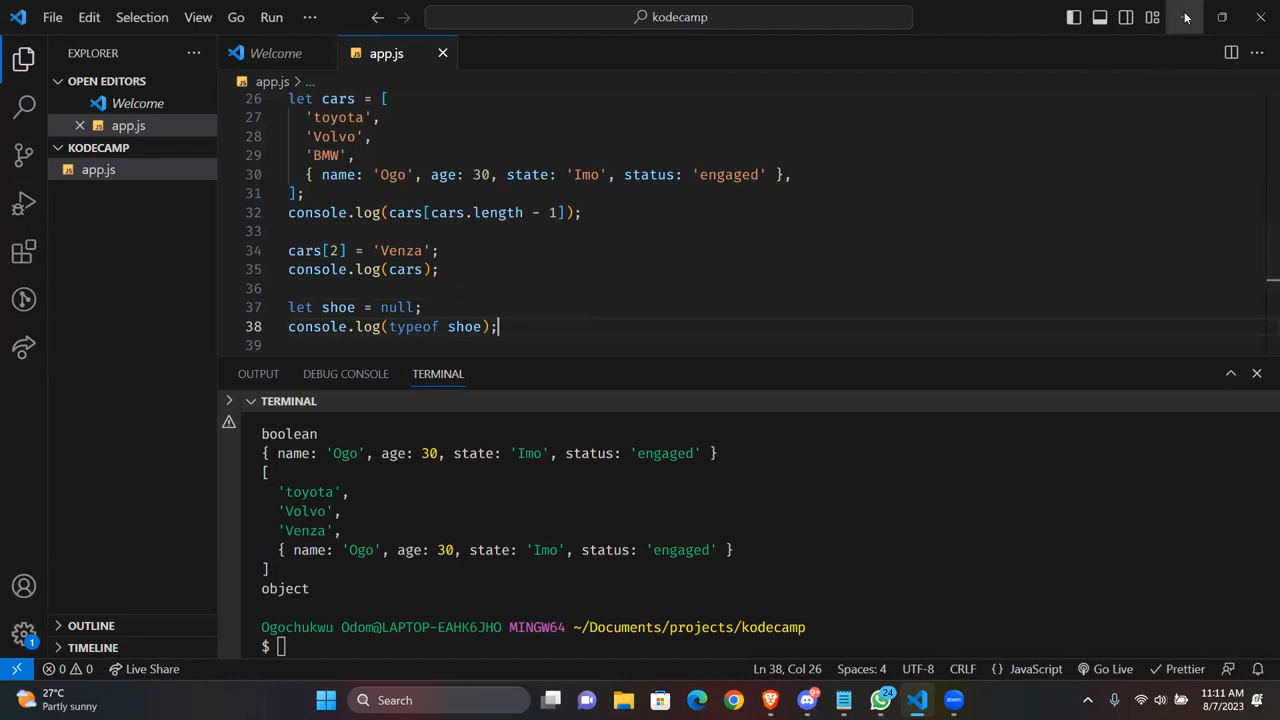 File Edit Selection View Go Run ··· kodecamp
EXPLORER ···
OPEN EDITORS
Welcome
app.js
KODECAMP
app.js
OUTLINE
TIMELINE
Welcome app.js
app.js > ...
26 let cars = [
27 'toyota',
28 'Volvo',
29 'BMW',
30 { name: 'Ogo', age: 30, state: 'Imo', status: 'engaged' },
31 ];
32 console.log(cars[cars.length - 1]);
33
34 cars[2] = 'Venza';
35 console.log(cars);
36
37 let shoe = null;
38 console.log(typeof shoe);
39
OUTPUT DEBUG CONSOLE TERMINAL
TERMINAL
boolean
{ name: 'Ogo', age: 30, state: 'Imo', status: 'engaged' }
[
'toyota',
'Volvo',
'Venza',
{ name: 'Ogo', age: 30, state: 'Imo', status: 'engaged' }
]
object
Ogochukwu Odom@LAPTOP-EAHK6JHO MINGW64 ~/Documents/projects/kodecamp
$
1
0 0 Live Share Ln 38, Col 26 Spaces: 4 UTF-8 CRLF {} JavaScript Go Live Prettier
27°C
Partly sunny
Search
zoom
24
9+
11:11 AM
8/7/2023